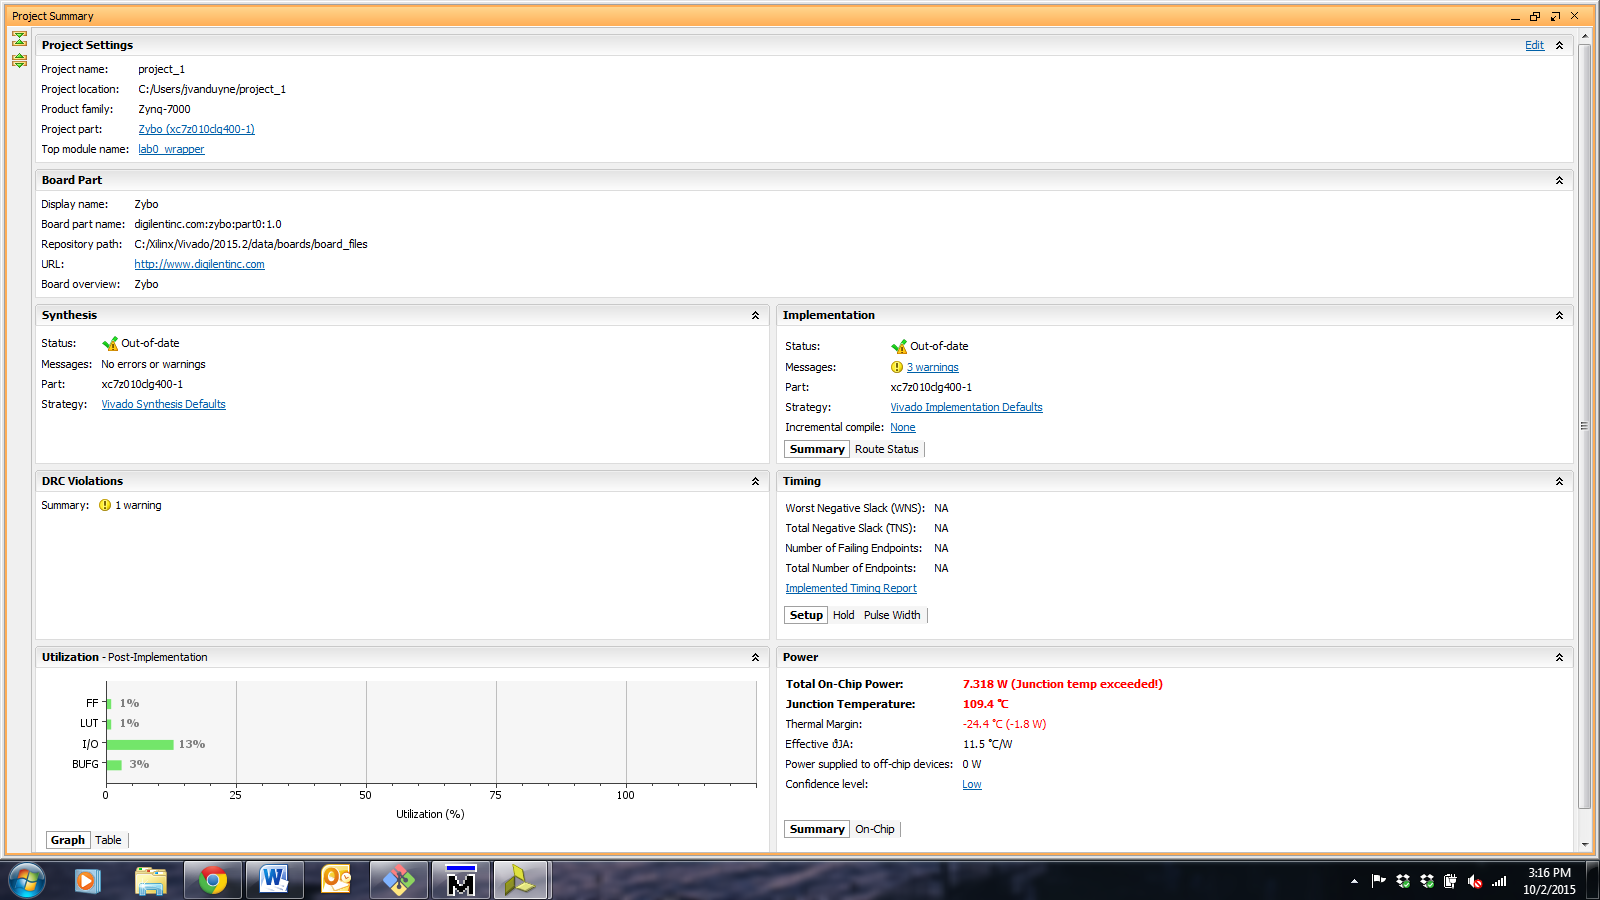 Project Summary
Project Settings
Edit
Project name: project_1
Project location: C:/Users/jvanduyne/project_1
Product family: Zynq-7000
Project part: Zybo (xc7z010clg400-1)
Top module name: lab0_wrapper
Board Part
Display name: Zybo
Board part name: digilentinc.com:zybo:part0:1.0
Repository path: C:/Xilinx/Vivado/2015.2/data/boards/board_files
URL: http://www.digilentinc.com
Board overview: Zybo
Synthesis
Status: Out-of-date
Messages: No errors or warnings
Part: xc7z010clg400-1
Strategy: Vivado Synthesis Defaults
Implementation
Status: Out-of-date
Messages: 3 warnings
Part: xc7z010clg400-1
Strategy: Vivado Implementation Defaults
Incremental compile: None
Summary Route Status
DRC Violations
Summary: 1 warning
Timing
Worst Negative Slack (WNS): NA
Total Negative Slack (TNS): NA
Number of Failing Endpoints: NA
Total Number of Endpoints: NA
Implemented Timing Report
Setup Hold Pulse Width
Utilization - Post-Implementation
FF 1%
LUT 1%
I/O 13%
BUFG 3%
0 25 50 75 100
Utilization (%)
Graph Table
Power
Total On-Chip Power: 7.318 W (Junction temp exceeded!)
Junction Temperature: 109.4 °C
Thermal Margin: -24.4 °C (-1.8 W)
Effective ϑJA: 11.5 °C/W
Power supplied to off-chip devices: 0 W
Confidence level: Low
Summary On-Chip
3:16 PM
10/2/2015